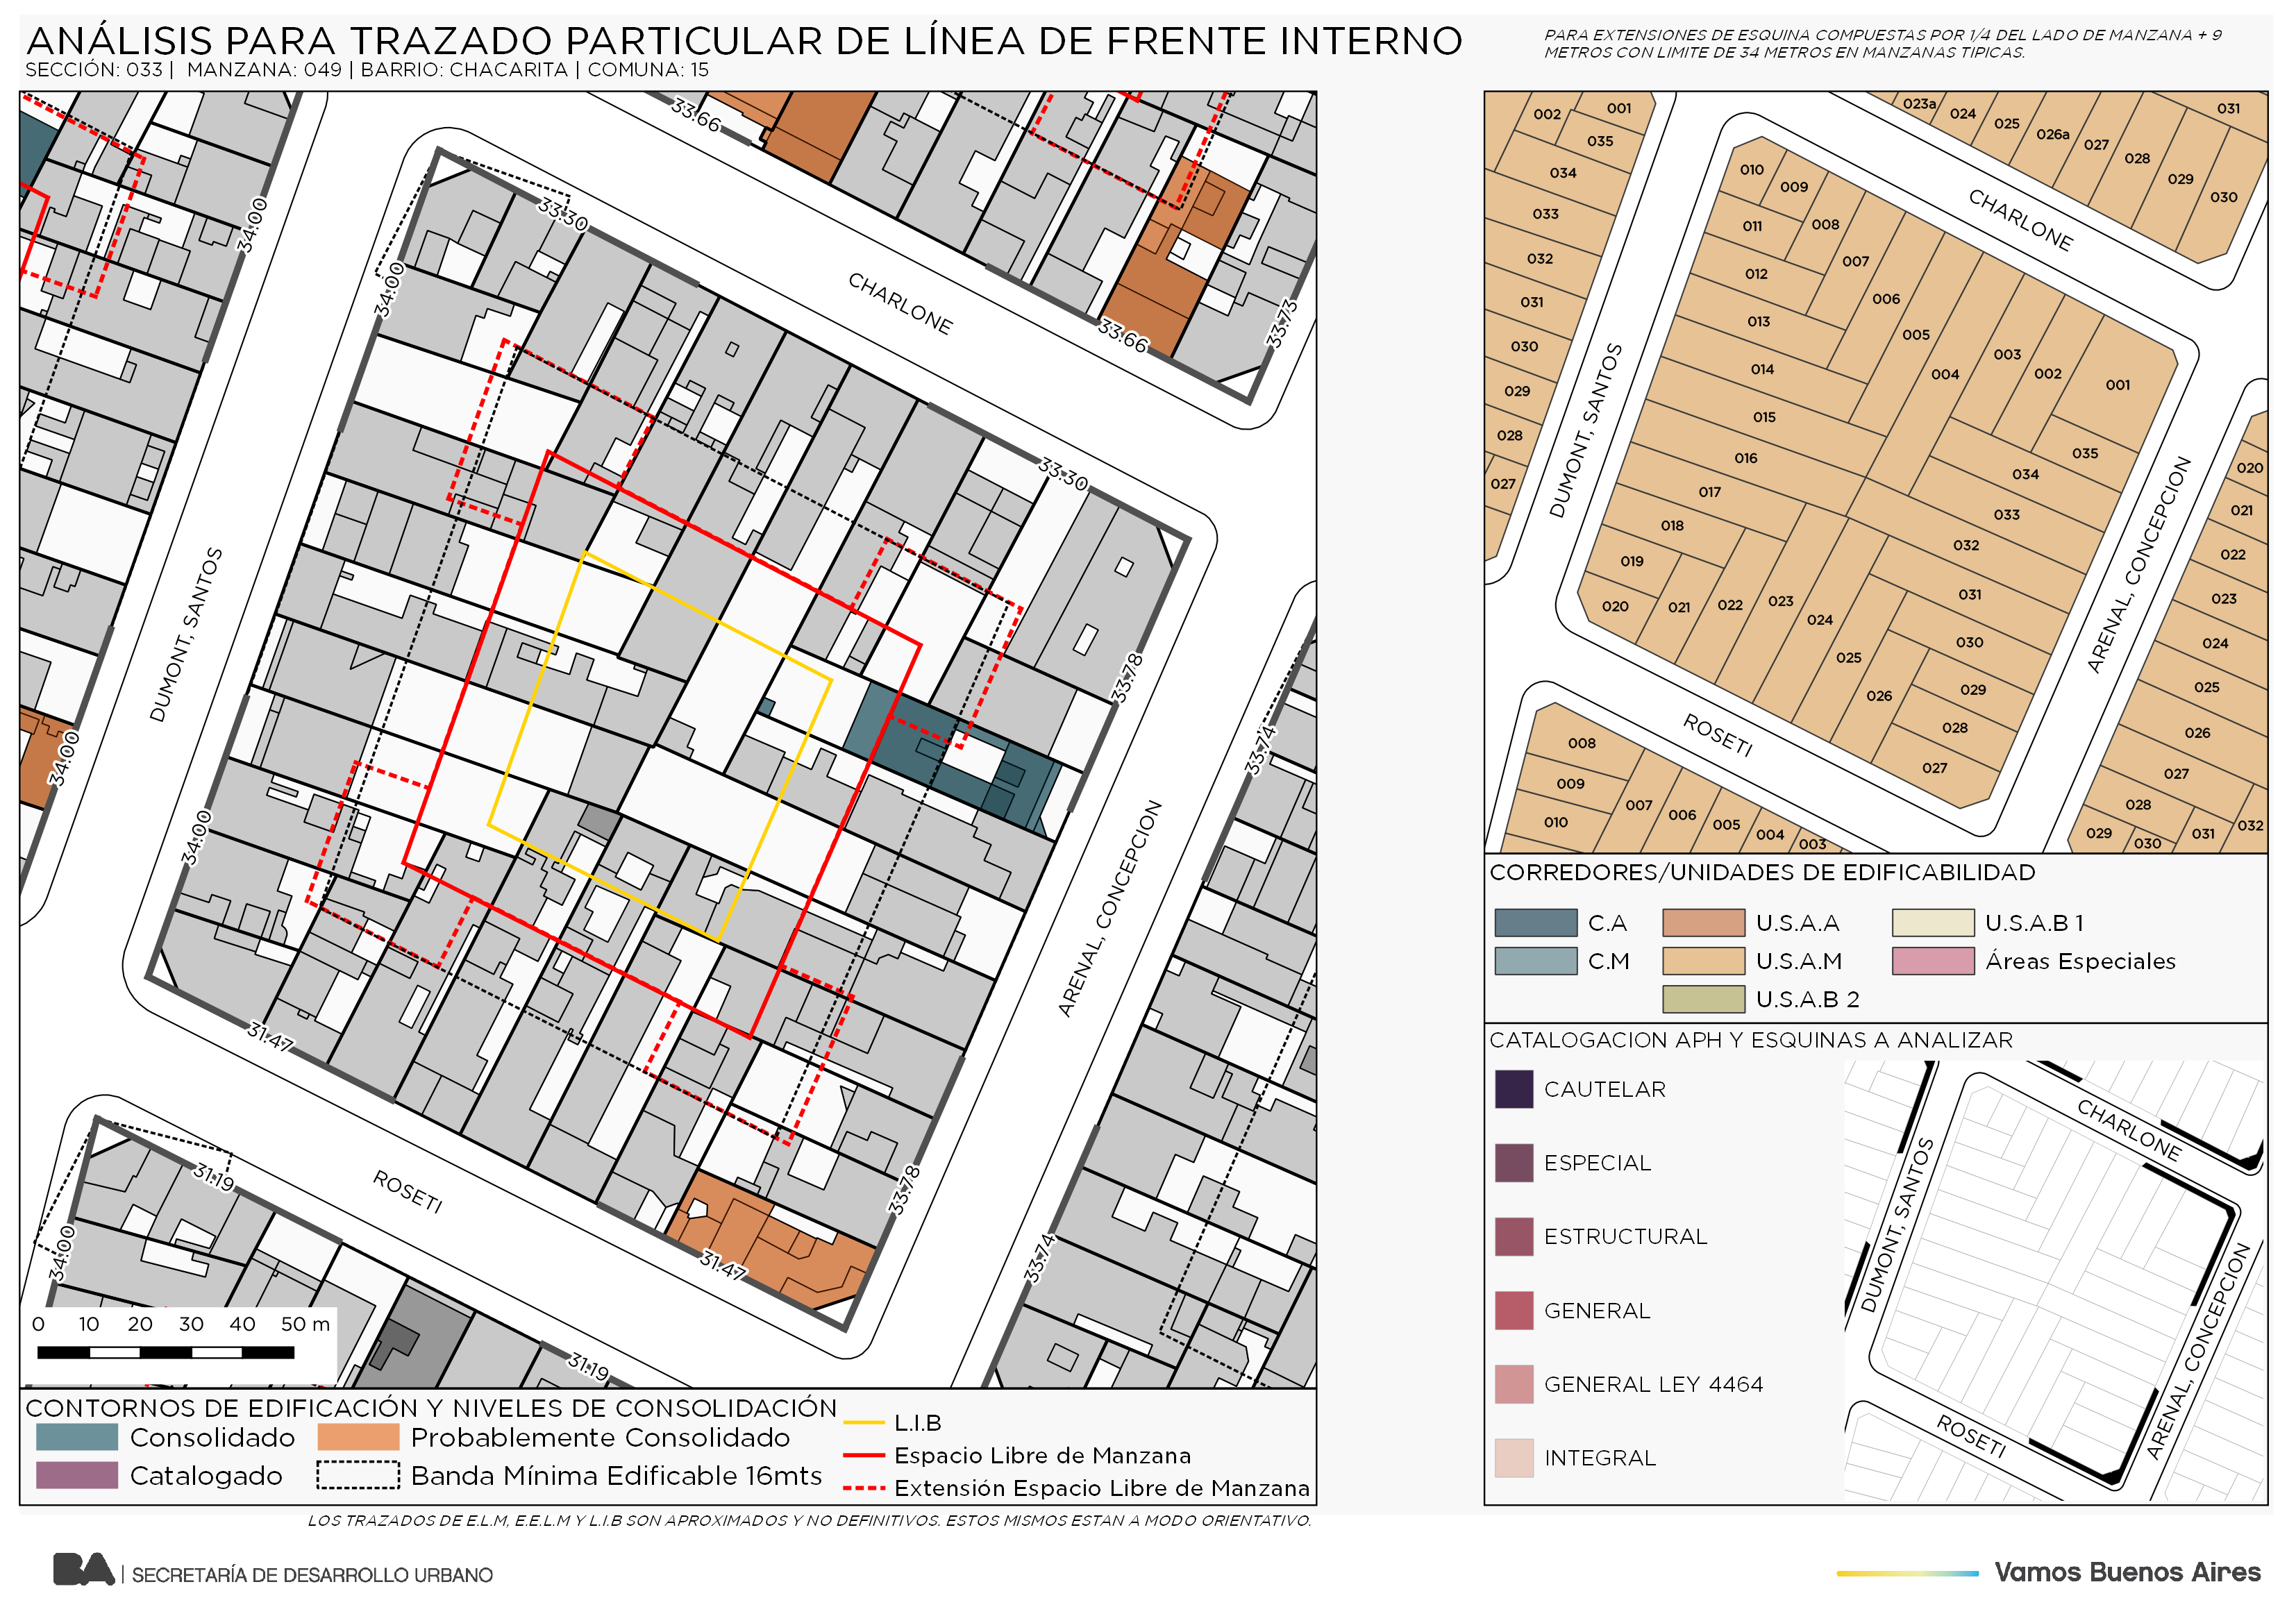 ANÁLISIS PARA TRAZADO PARTICULAR DE LÍNEA DE FRENTE INTERNO
SECCIÓN: 033 | MANZANA: 049 | BARRIO: CHACARITA | COMUNA: 15
PARA EXTENSIONES DE ESQUINA COMPUESTAS POR 1/4 DEL LADO DE MANZANA + 9
METROS CON LIMITE DE 34 METROS EN MANZANAS TIPICAS.
33.66
34.00
33.30
34.00
CHARLONE
33.66
33.73
33.30
DUMONT, SANTOS
33.78
33.74
34.00
34.00
ARENAL, CONCEPCION
31.47
31.19
ROSETI
33.78
33.74
34.00
31.47
31.19
0 10 20 30 40 50 m
CONTORNOS DE EDIFICACIÓN Y NIVELES DE CONSOLIDACIÓN
Consolidado
Probablemente Consolidado
Catalogado
Banda Mínima Edificable 16mts
L.I.B
Espacio Libre de Manzana
Extensión Espacio Libre de Manzana
LOS TRAZADOS DE E.L.M, E.E.L.M Y L.I.B SON APROXIMADOS Y NO DEFINITIVOS. ESTOS MISMOS ESTAN A MODO ORIENTATIVO.
002
001
035
034
033
032
031
030
029
028
027
023a
024
025
026a
027
028
029
030
031
CHARLONE
010
009
008
007
006
005
004
003
002
001
011
012
013
014
015
016
017
018
019
020
021
022
023
024
025
026
027
028
029
030
031
032
033
034
035
DUMONT, SANTOS
ARENAL, CONCEPCION
ROSETI
020
021
022
023
024
025
026
027
028
029
030
031
032
008
009
010
007
006
005
004
003
CORREDORES/UNIDADES DE EDIFICABILIDAD
C.A
U.S.A.A
U.S.A.B 1
C.M
U.S.A.M
Áreas Especiales
U.S.A.B 2
CATALOGACION APH Y ESQUINAS A ANALIZAR
CAUTELAR
ESPECIAL
ESTRUCTURAL
GENERAL
GENERAL LEY 4464
INTEGRAL
CHARLONE
DUMONT, SANTOS
ARENAL, CONCEPCION
ROSETI
BA | SECRETARÍA DE DESARROLLO URBANO
Vamos Buenos Aires